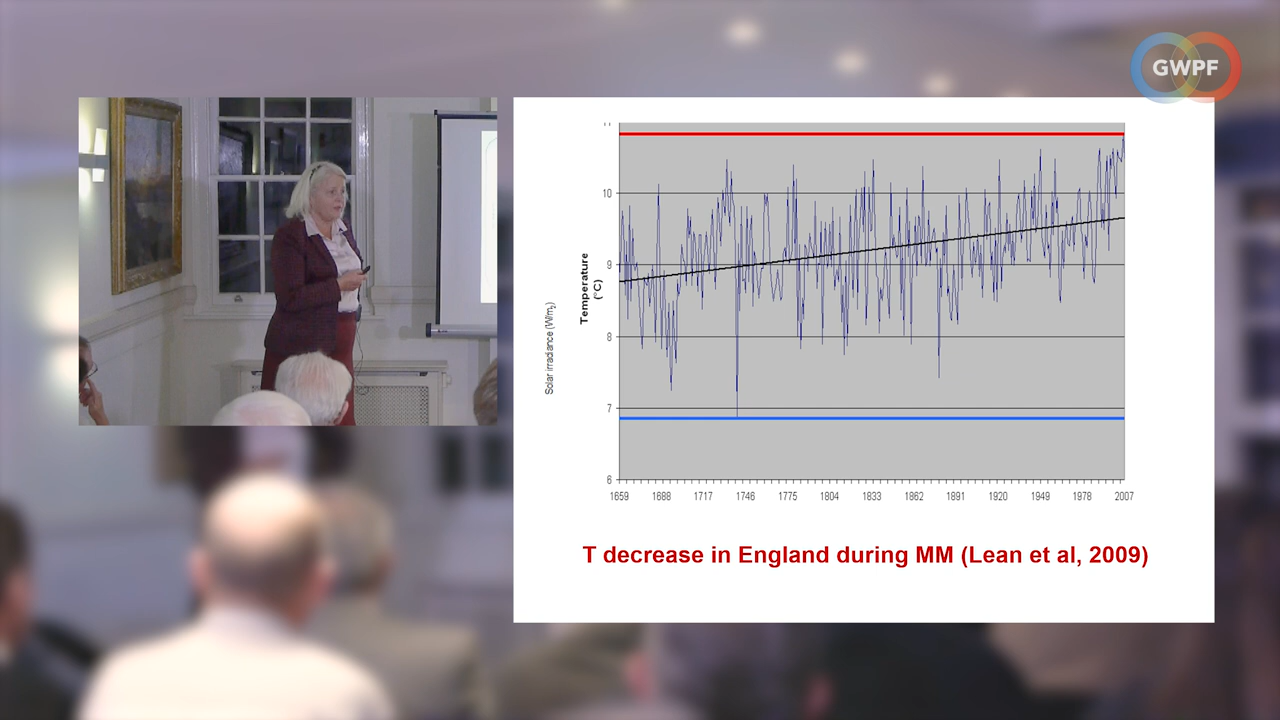 GWPF
11
10
9
8
7
6
Temperature
(°C)
Solar irradiance (W/m2)
1659 1688 1717 1746 1775 1804 1833 1862 1891 1920 1949 1978 2007
T decrease in England during MM (Lean et al, 2009)